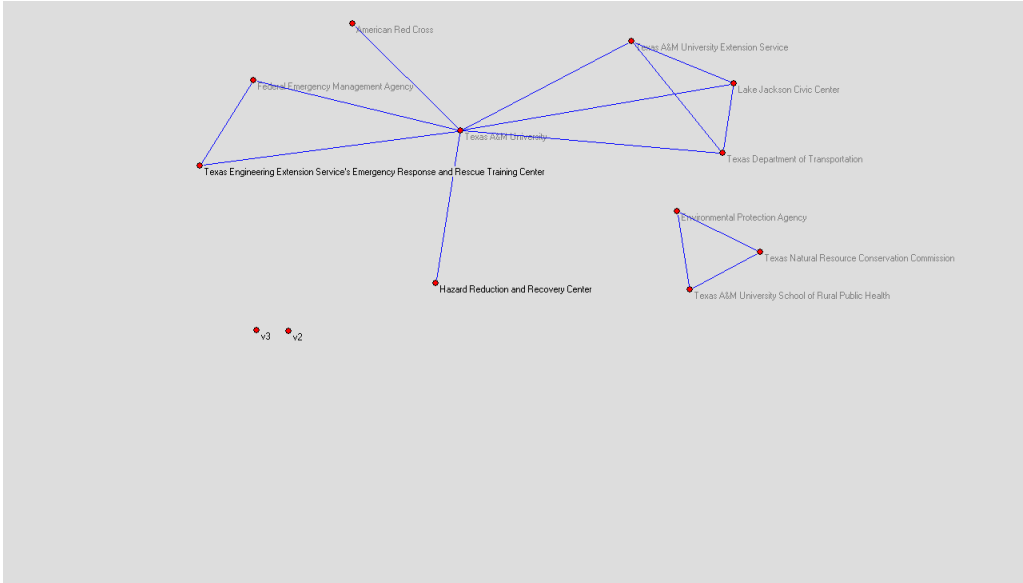 American Red Cross
Texas A&M University Extension Service
Federal Emergency Management Agency
Lake Jackson Civic Center
Texas A&M University
Texas Department of Transportation
Texas Engineering Extension Service's Emergency Response and Rescue Training Center
Environmental Protection Agency
Texas Natural Resource Conservation Commission
Hazard Reduction and Recovery Center
Texas A&M University School of Rural Public Health
v3
v2